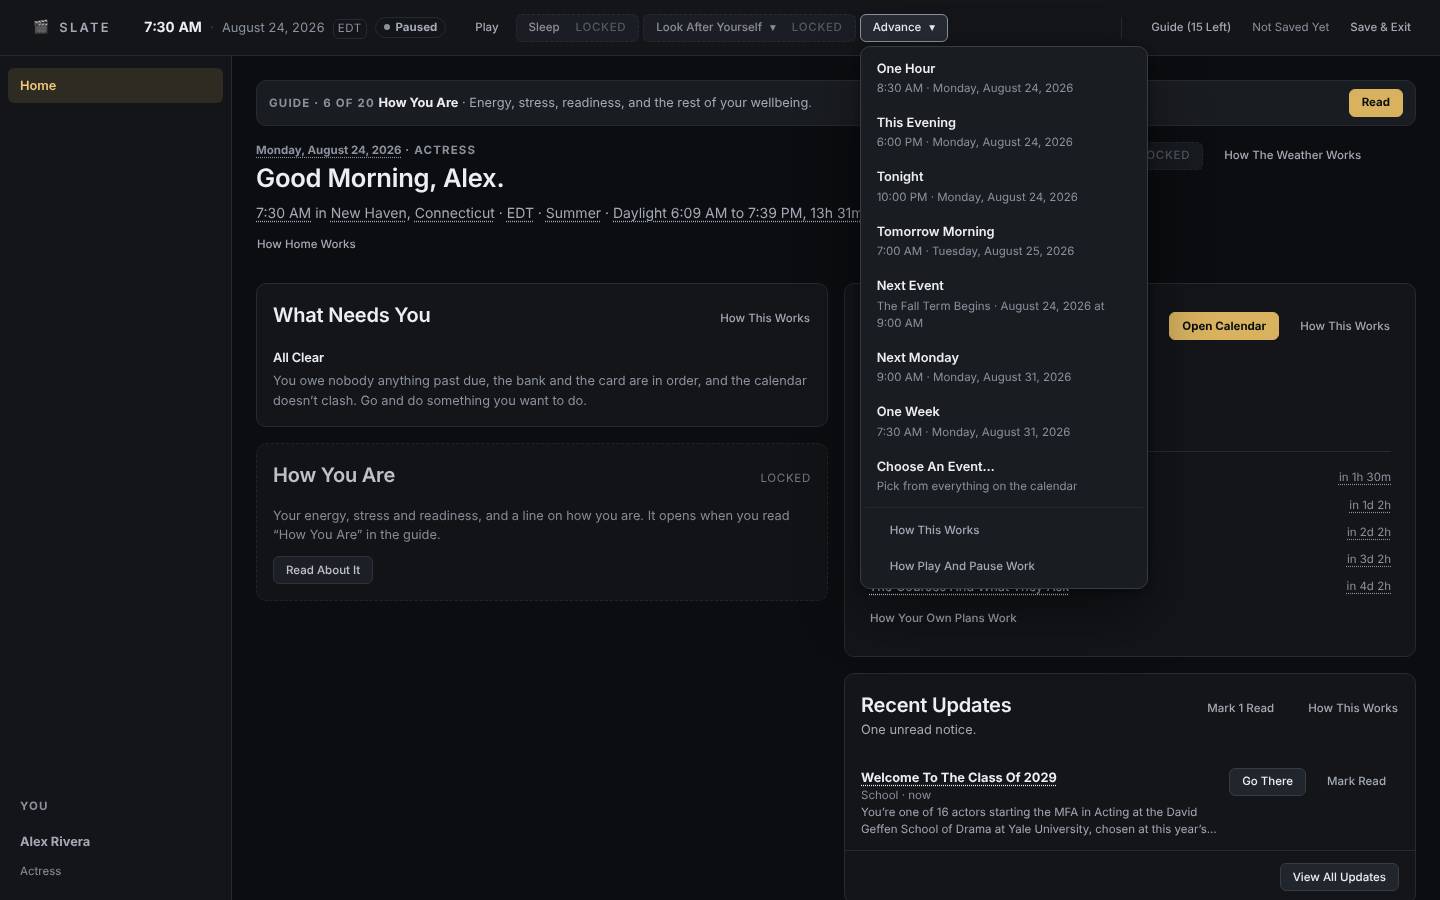 SLATE
7:30 AM · August 24, 2026 EDT Paused
Play
Sleep LOCKED
Look After Yourself ▾ LOCKED
Advance ▾
Guide (15 Left)
Not Saved Yet
Save & Exit
Home
GUIDE · 6 OF 20 How You Are · Energy, stress, readiness, and the rest of your wellbeing.
Read
Monday, August 24, 2026 · ACTRESS
Good Morning, Alex.
7:30 AM in New Haven, Connecticut · EDT · Summer · Daylight 6:09 AM to 7:39 PM, 13h 31m
How Home Works
How The Weather Works
One Hour
8:30 AM · Monday, August 24, 2026
This Evening
6:00 PM · Monday, August 24, 2026
Tonight
10:00 PM · Monday, August 24, 2026
Tomorrow Morning
7:00 AM · Tuesday, August 25, 2026
Next Event
The Fall Term Begins · August 24, 2026 at
9:00 AM
Next Monday
9:00 AM · Monday, August 31, 2026
One Week
7:30 AM · Monday, August 31, 2026
Choose An Event…
Pick from everything on the calendar
How This Works
How Play And Pause Work
What Needs You
How This Works
All Clear
You owe nobody anything past due, the bank and the card are in order, and the calendar
doesn’t clash. Go and do something you want to do.
How You Are
LOCKED
Your energy, stress and readiness, and a line on how you are. It opens when you read
“How You Are” in the guide.
Read About It
Open Calendar
How This Works
in 1h 30m
in 1d 2h
in 2d 2h
in 3d 2h
in 4d 2h
How Your Own Plans Work
Recent Updates
Mark 1 Read
How This Works
One unread notice.
Welcome To The Class Of 2029
School · now
You’re one of 16 actors starting the MFA in Acting at the David
Geffen School of Drama at Yale University, chosen at this year’s…
Go There
Mark Read
View All Updates
YOU
Alex Rivera
Actress